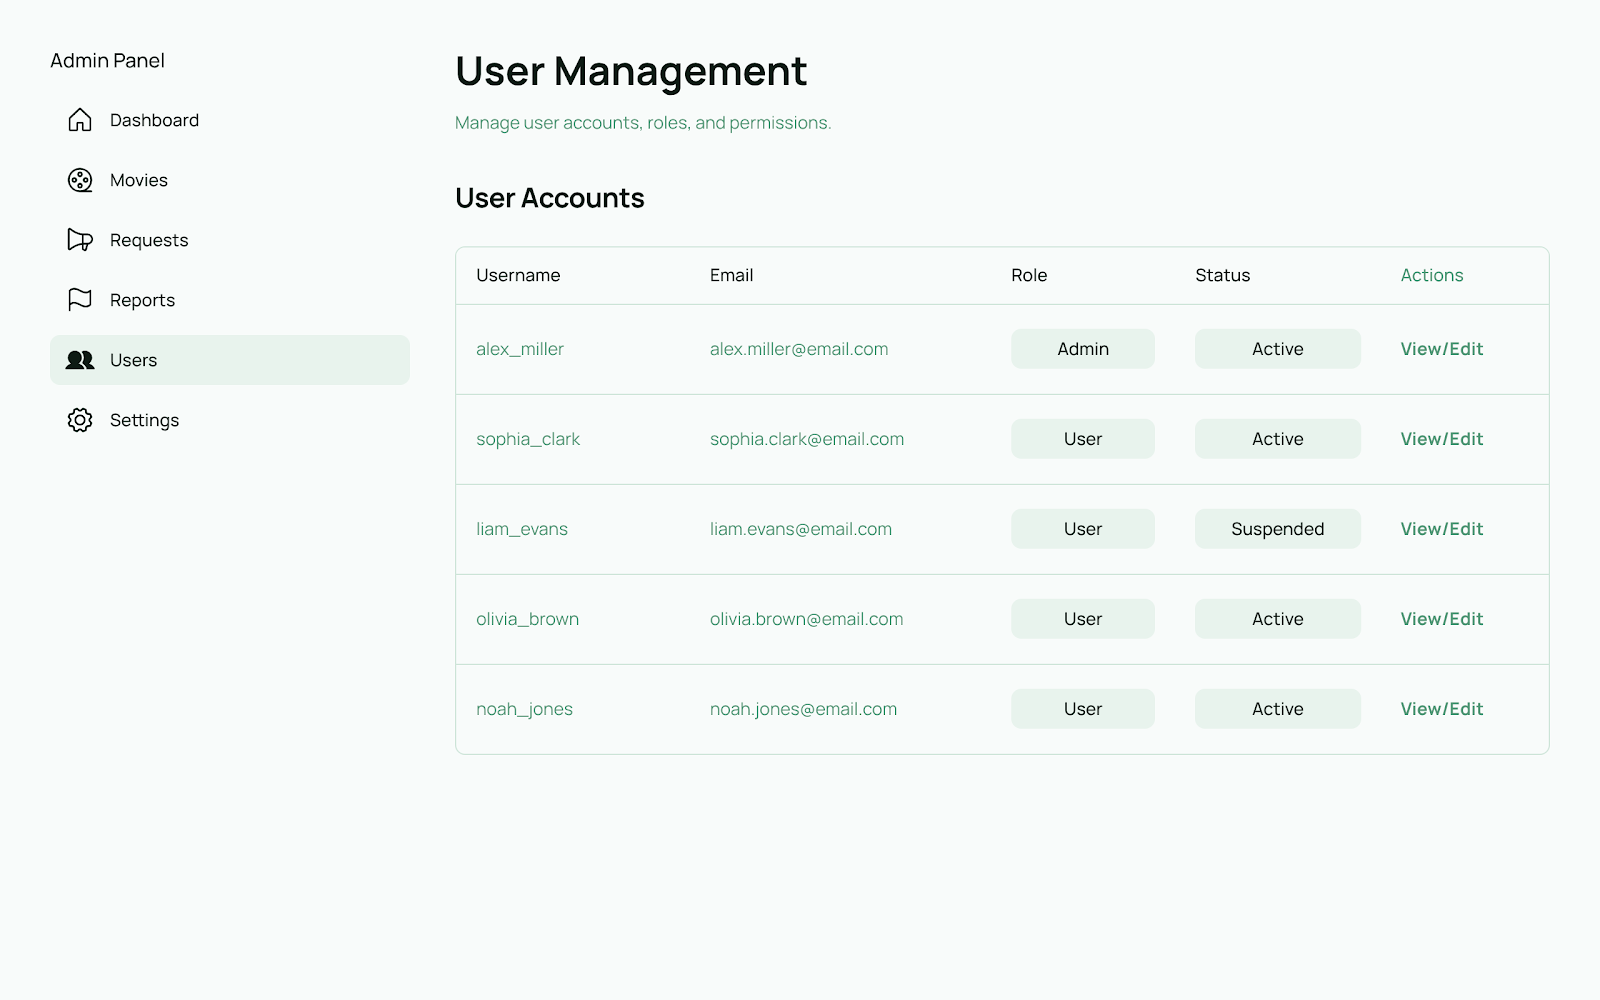 Admin Panel
Dashboard
Movies
Requests
Reports
Users
Settings
User Management
Manage user accounts, roles, and permissions.
User Accounts
Username Email Role Status Actions
alex_miller alex.miller@email.com Admin Active View/Edit
sophia_clark sophia.clark@email.com User Active View/Edit
liam_evans liam.evans@email.com User Suspended View/Edit
olivia_brown olivia.brown@email.com User Active View/Edit
noah_jones noah.jones@email.com User Active View/Edit